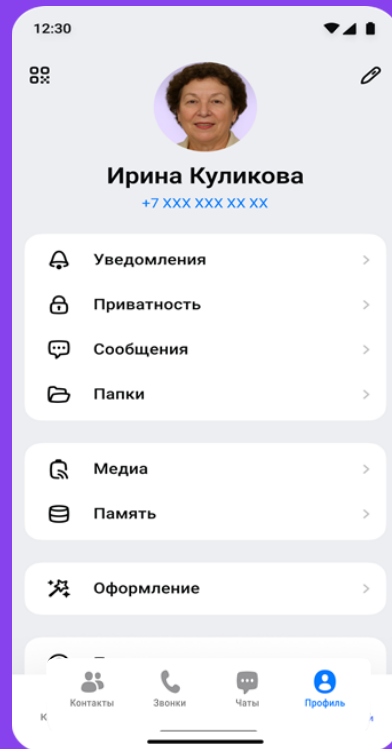 12:30
Ирина Куликова
+7 XXX XXX XX XX
Уведомления
Приватность
Сообщения
Папки
Медиа
Память
Оформление
Контакты Звонки Чаты Профиль